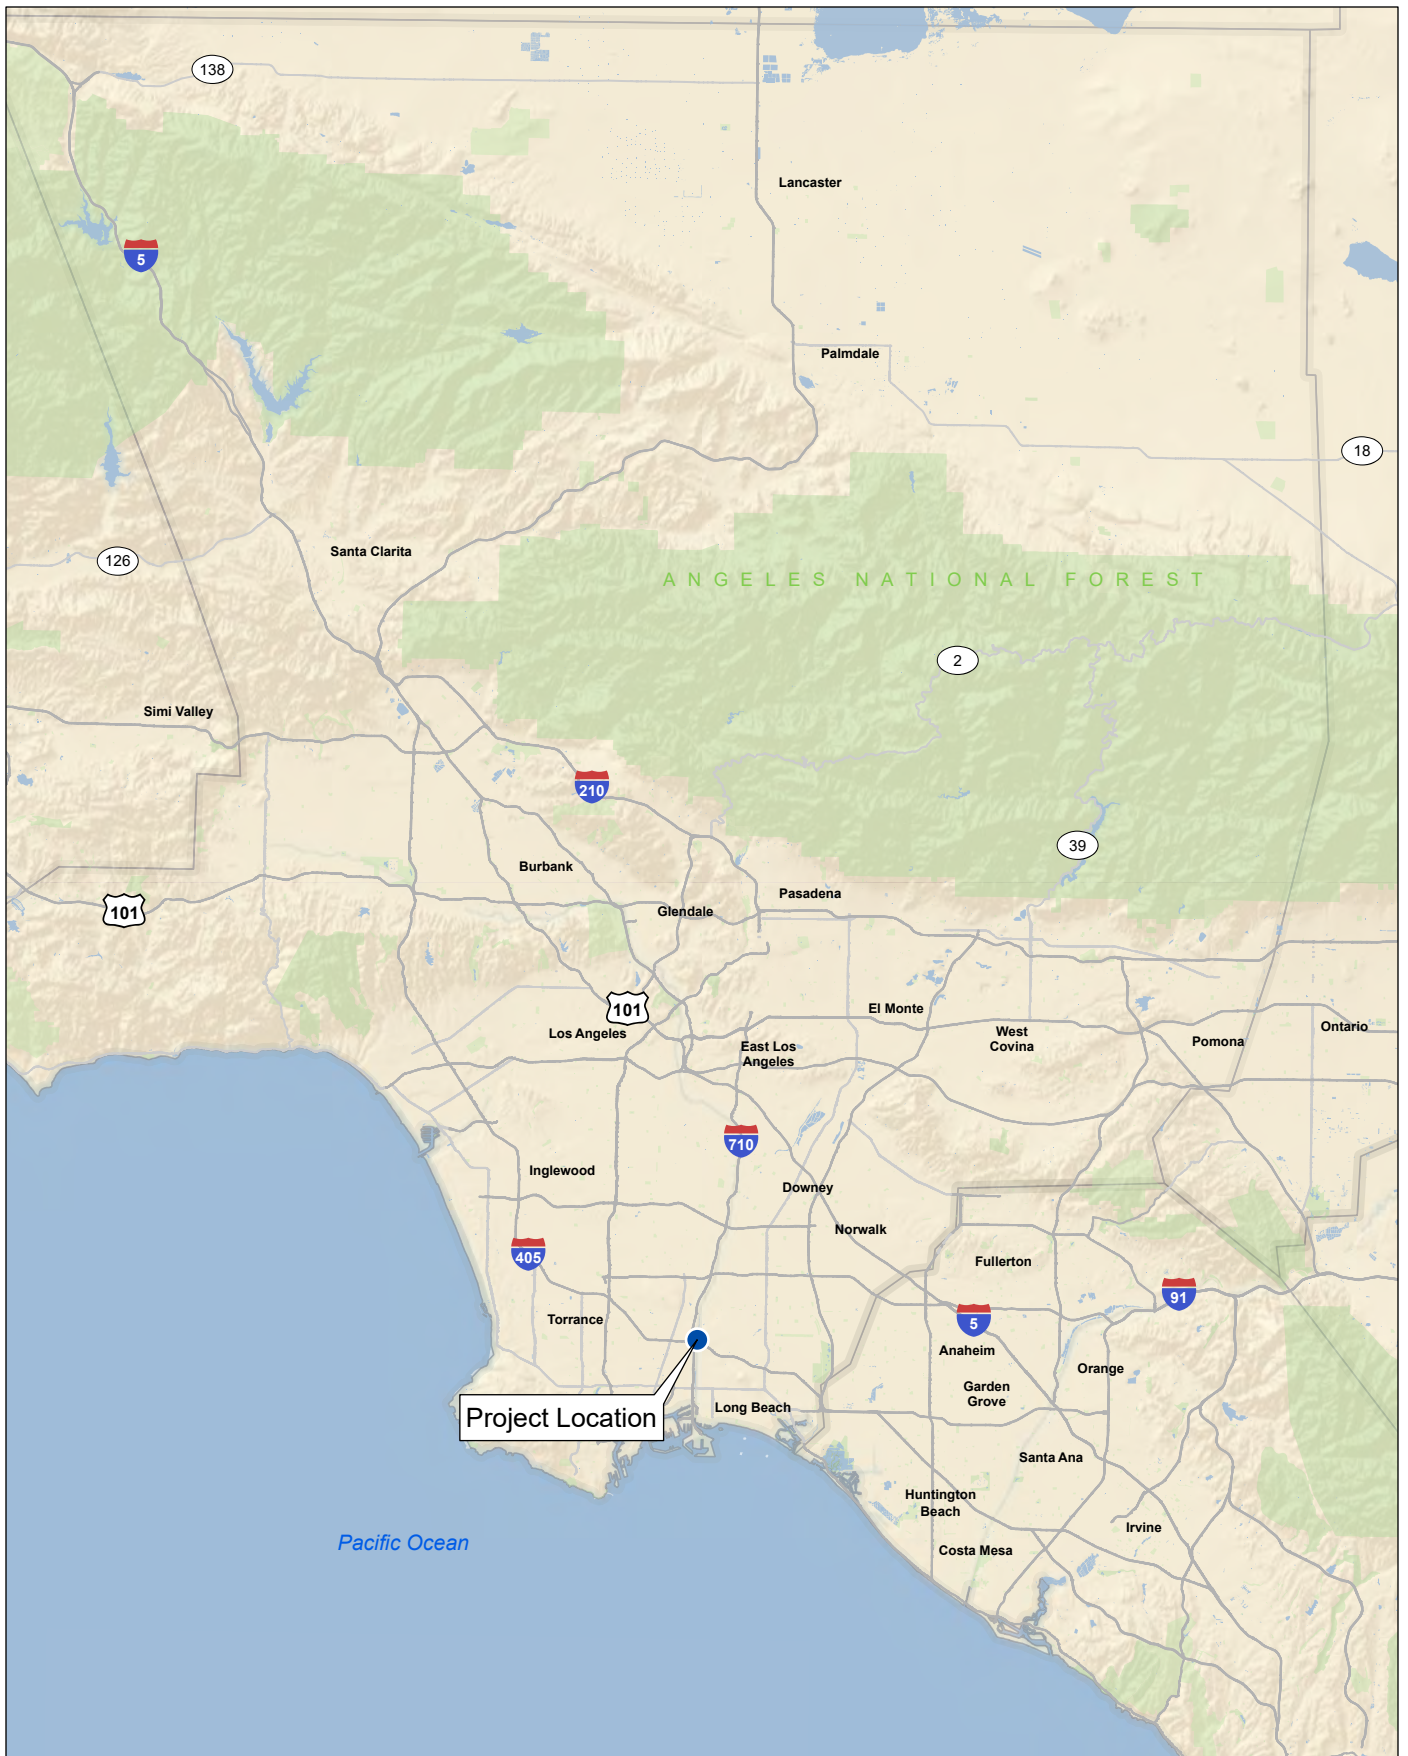 138
Lancaster
5
Palmdale
18
Santa Clarita
126
ANGELES NATIONAL FOREST
2
Simi Valley
210
39
Burbank
Pasadena
101
Glendale
101
El Monte
Los Angeles
West
Covina
Ontario
Pomona
East Los
Angeles
710
Inglewood
Downey
Norwalk
405
Fullerton
91
Torrance
5
Anaheim
Orange
Garden
Grove
Long Beach
Project Location
Santa Ana
Huntington
Beach
Irvine
Pacific Ocean
Costa Mesa